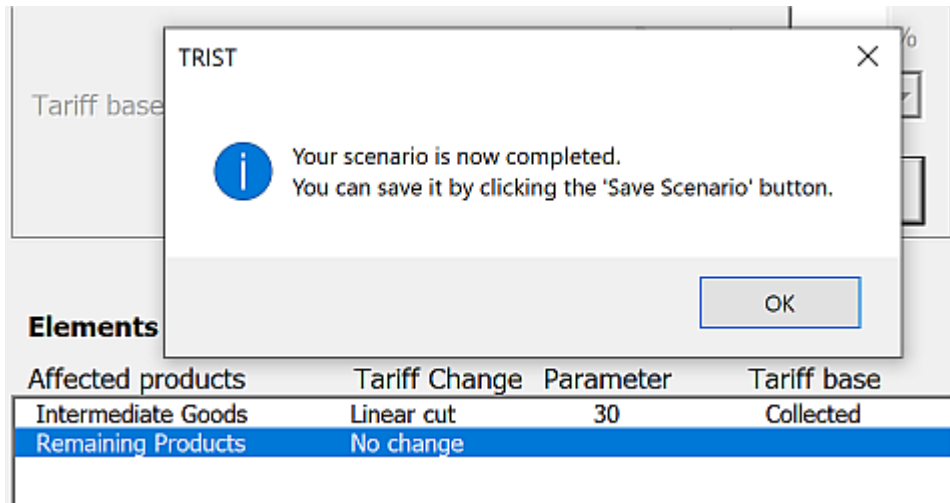 %
TRIST
Tariff base
Your scenario is now completed.
You can save it by clicking the 'Save Scenario' button.
OK
Elements
Affected products Tariff Change Parameter Tariff base
Intermediate Goods Linear cut 30 Collected
Remaining Products No change